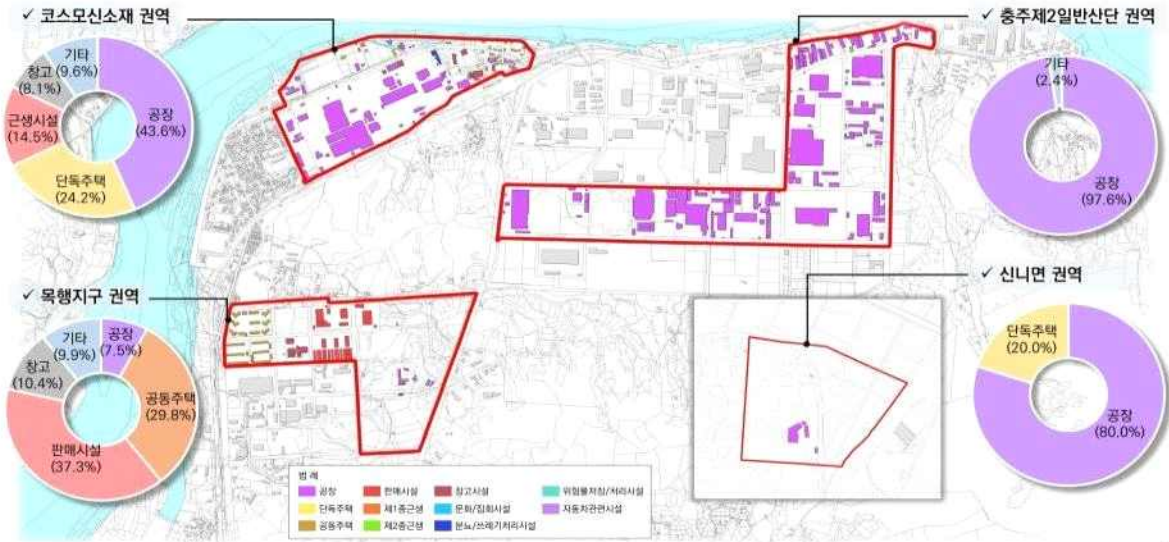 ✓ 코스모신소재 권역
기타
(9.6%)
창고
(8.1%)
공장
(43.6%)
근생시설
(14.5%)
단독주택
(24.2%)
✓ 충주제2일반산단 권역
기타
(2.4%)
공장
(97.6%)
✓ 목행지구 권역
기타
(9.9%)
공장
(7.5%)
창고
(10.4%)
공동주택
(29.8%)
판매시설
(37.3%)
✓ 신니면 권역
단독주택
(20.0%)
공장
(80.0%)
범 례
공장 판매시설 창고시설 위험물저장/처리시설
단독주택 제1종근생 문화/집회시설 자동차관련시설
공동주택 제2종근생 분뇨/쓰레기처리시설